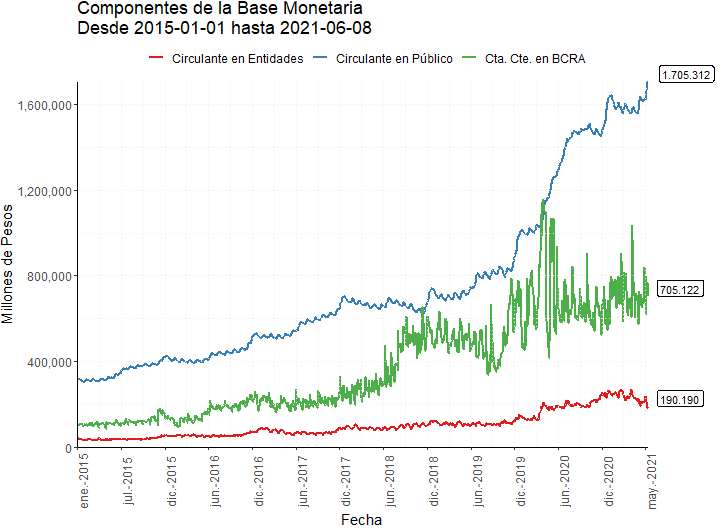 Componentes de la Base Monetaria
Desde 2015-01-01 hasta 2021-06-08
Circulante en Entidades Circulante en Público Cta. Cte. en BCRA
1.705.312
1,600,000
1,200,000
800,000
705.122
400,000
190.190
0
Millones de Pesos
ene.-2015 jul.-2015 dic.-2015 jun.-2016 dic.-2016 jun.-2017 dic.-2017 jun.-2018 dic.-2018 jun.-2019 dic.-2019 jun.-2020 dic.-2020 may.-2021
Fecha